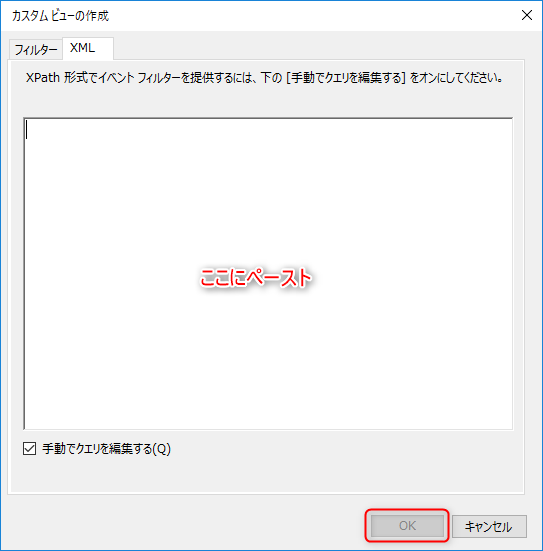 カスタム ビューの作成
フィルター XML
XPath 形式でイベント フィルターを提供するには、下の [手動でクエリを編集する] をオンにしてください。
ここにペースト
手動でクエリを編集する(Q)
OK キャンセル